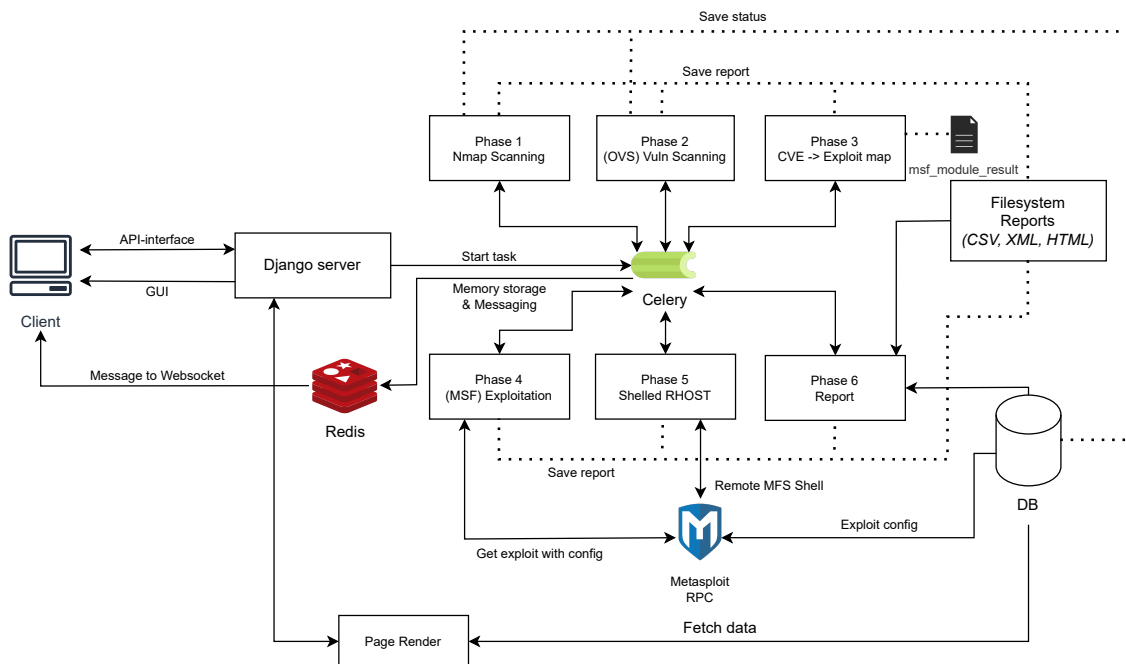 Save status
Save report
Phase 1
Nmap Scanning
Phase 2
(OVS) Vuln Scanning
Phase 3
CVE -> Exploit map
msf_module_result
Filesystem
Reports
(CSV, XML, HTML)
API-interface
GUI
Client
Django server
Start task
Memory storage
& Messaging
Celery
Message to Websocket
Redis
Phase 4
(MSF) Exploitation
Phase 5
Shelled RHOST
Phase 6
Report
Save report
Remote MFS Shell
DB
Exploit config
Get exploit with config
Metasploit
RPC
Fetch data
Page Render